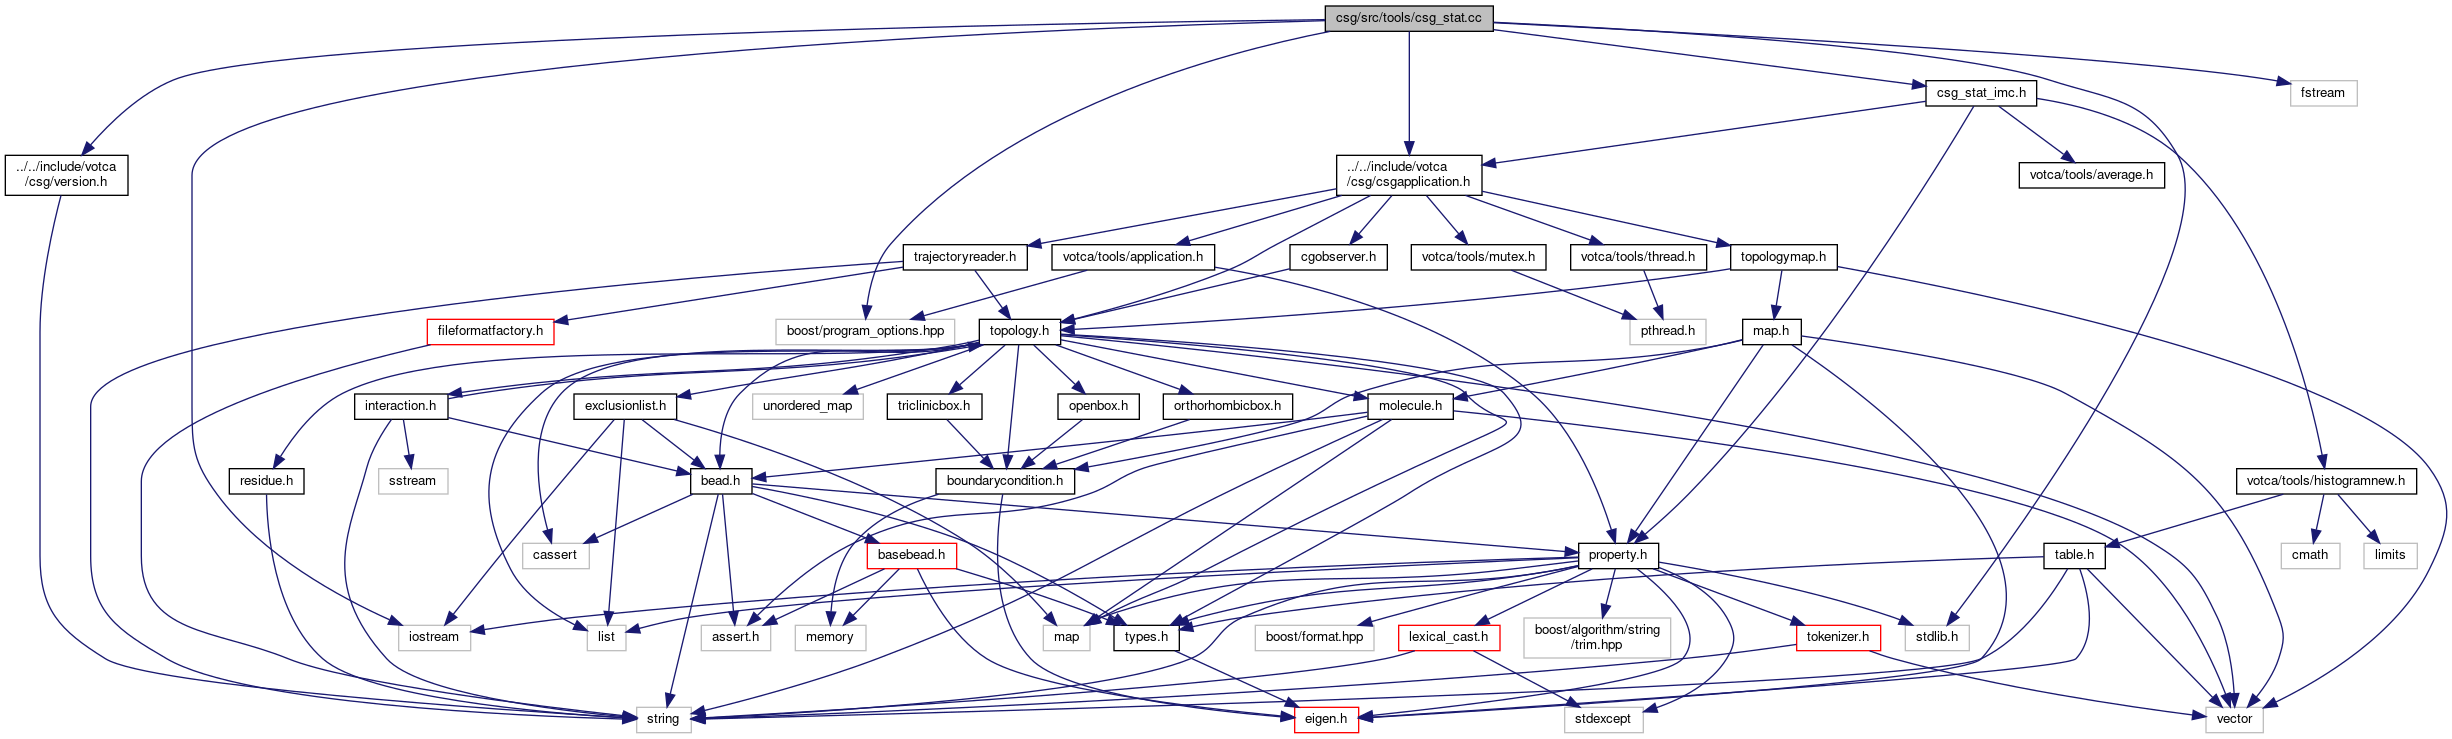 csg/src/tools/csg_stat.cc
csg_stat_imc.h
fstream
../../include/votca
/csg/version.h
../../include/votca
/csg/csgapplication.h
votca/tools/average.h
trajectoryreader.h
votca/tools/application.h
cgobserver.h
votca/tools/mutex.h
votca/tools/thread.h
topologymap.h
fileformatfactory.h
boost/program_options.hpp
topology.h
pthread.h
map.h
interaction.h
exclusionlist.h
unordered_map
triclinicbox.h
openbox.h
orthorhombicbox.h
molecule.h
residue.h
sstream
bead.h
boundarycondition.h
votca/tools/histogramnew.h
cassert
basebead.h
property.h
table.h
cmath
limits
iostream
list
assert.h
memory
map
types.h
boost/format.hpp
lexical_cast.h
boost/algorithm/string
/trim.hpp
tokenizer.h
stdlib.h
string
eigen.h
stdexcept
vector